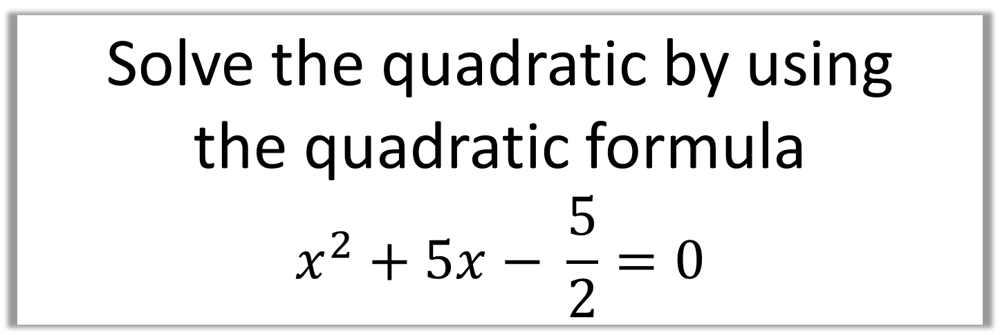 Solve the quadratic by using
the quadratic formula
𝑥² + 5𝑥 − 5/2 = 0